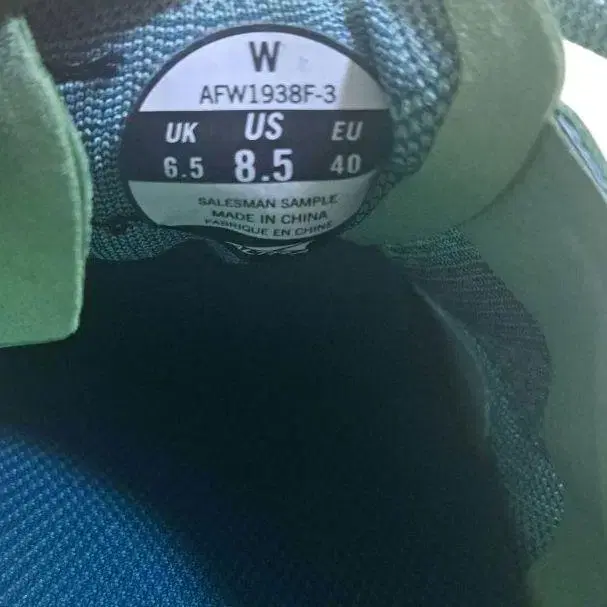 W
AFW1938F-3
UK US EU
6.5 8.5 40
SALESMAN SAMPLE
MADE IN CHINA
FABRIQUE EN CHINE